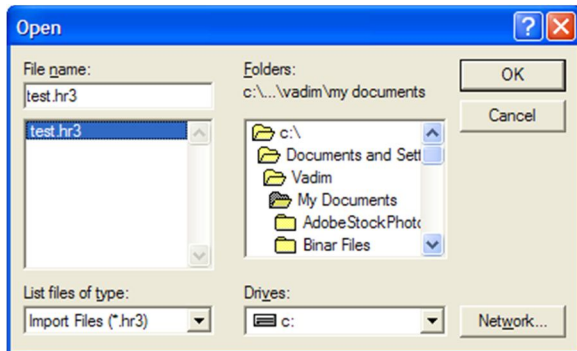 Open
File name:
test.hr3
test.hr3
List files of type:
Import Files (*.hr3)
Folders:
c:\...\vadim\my documents
c:\
Documents and Sett
Vadim
My Documents
AdobeStockPhoto
Binar Files
Drives:
c:
OK
Cancel
Network...